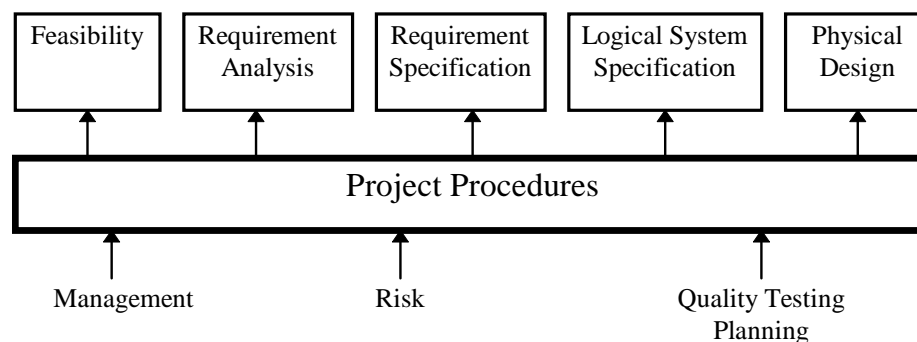 Feasibility
Requirement
Analysis
Requirement
Specification
Logical System
Specification
Physical
Design
Project Procedures
Management
Risk
Quality Testing
Planning